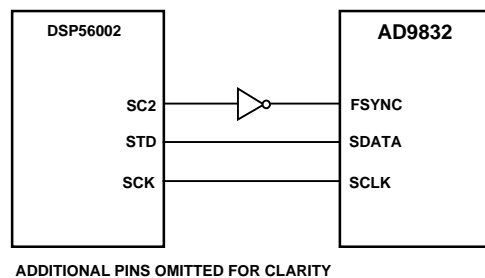 DSP56002
AD9832
SC2
FSYNC
STD
SDATA
SCK
SCLK
ADDITIONAL PINS OMITTED FOR CLARITY